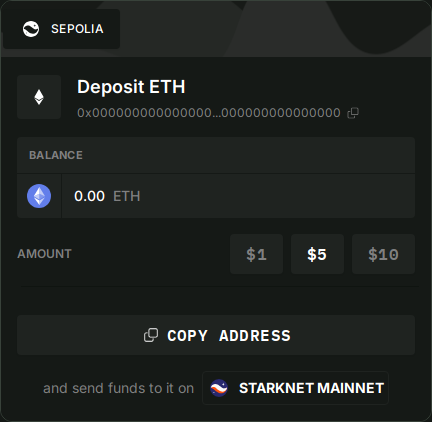 SEPOLIA
Deposit ETH
0x000000000000000...000000000000000
BALANCE
0.00 ETH
AMOUNT $1 $5 $10
COPY ADDRESS
and send funds to it on STARKNET MAINNET